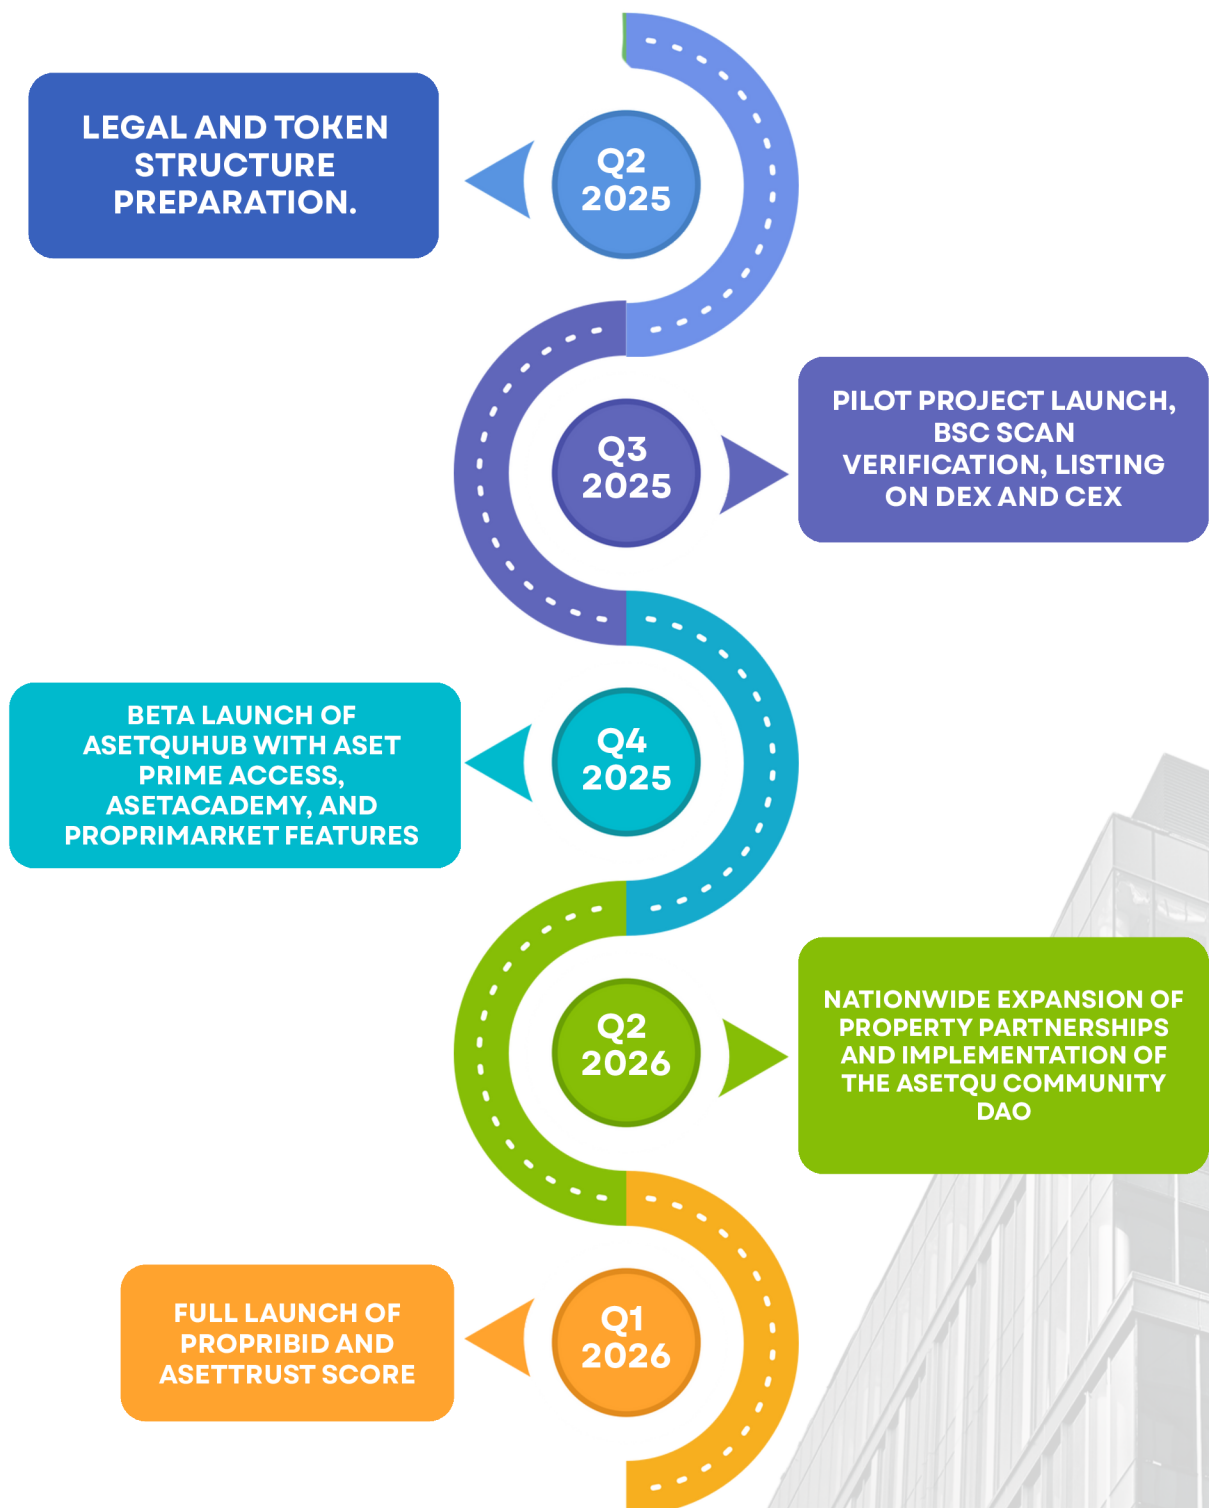 LEGAL AND TOKEN
STRUCTURE
PREPARATION.
Q2
2025
Q3
2025
PILOT PROJECT LAUNCH,
BSC SCAN
VERIFICATION, LISTING
ON DEX AND CEX
BETA LAUNCH OF
ASETQUHUB WITH ASET
PRIME ACCESS,
ASETACADEMY, AND
PROPRIMARKET FEATURES
Q4
2025
Q2
2026
NATIONWIDE EXPANSION OF
PROPERTY PARTNERSHIPS
AND IMPLEMENTATION OF
THE ASETQU COMMUNITY
DAO
FULL LAUNCH OF
PROPRIBID AND
ASETTRUST SCORE
Q1
2026